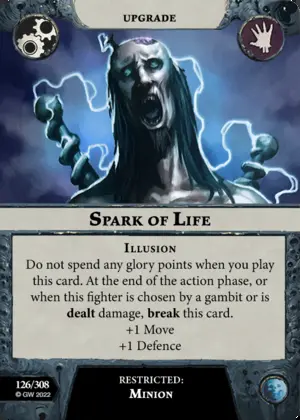 UPGRADE
SPARK OF LIFE
ILLUSION
Do not spend any glory points when you play
this card. At the end of the action phase, or
when this fighter is chosen by a gambit or is
dealt damage, break this card.
+1 Move
+1 Defence
126/308
© GW 2022
RESTRICTED:
MINION